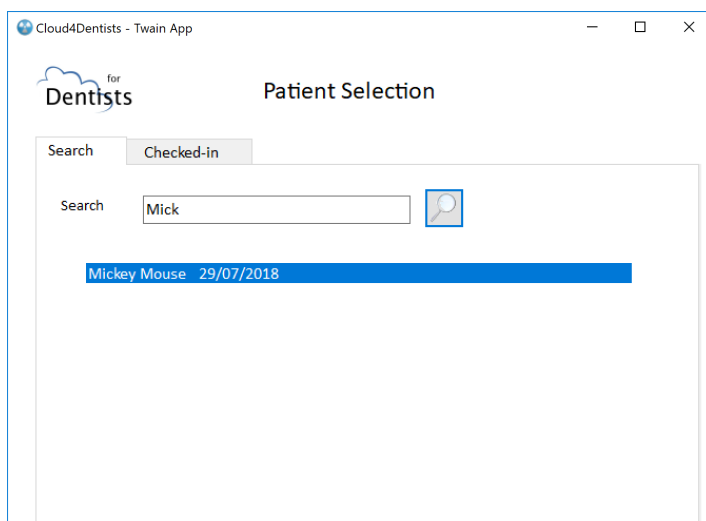 Cloud4Dentists - Twain App
for
Dentists
Patient Selection
Search
Checked-in
Search
Mick
Mickey Mouse 29/07/2018